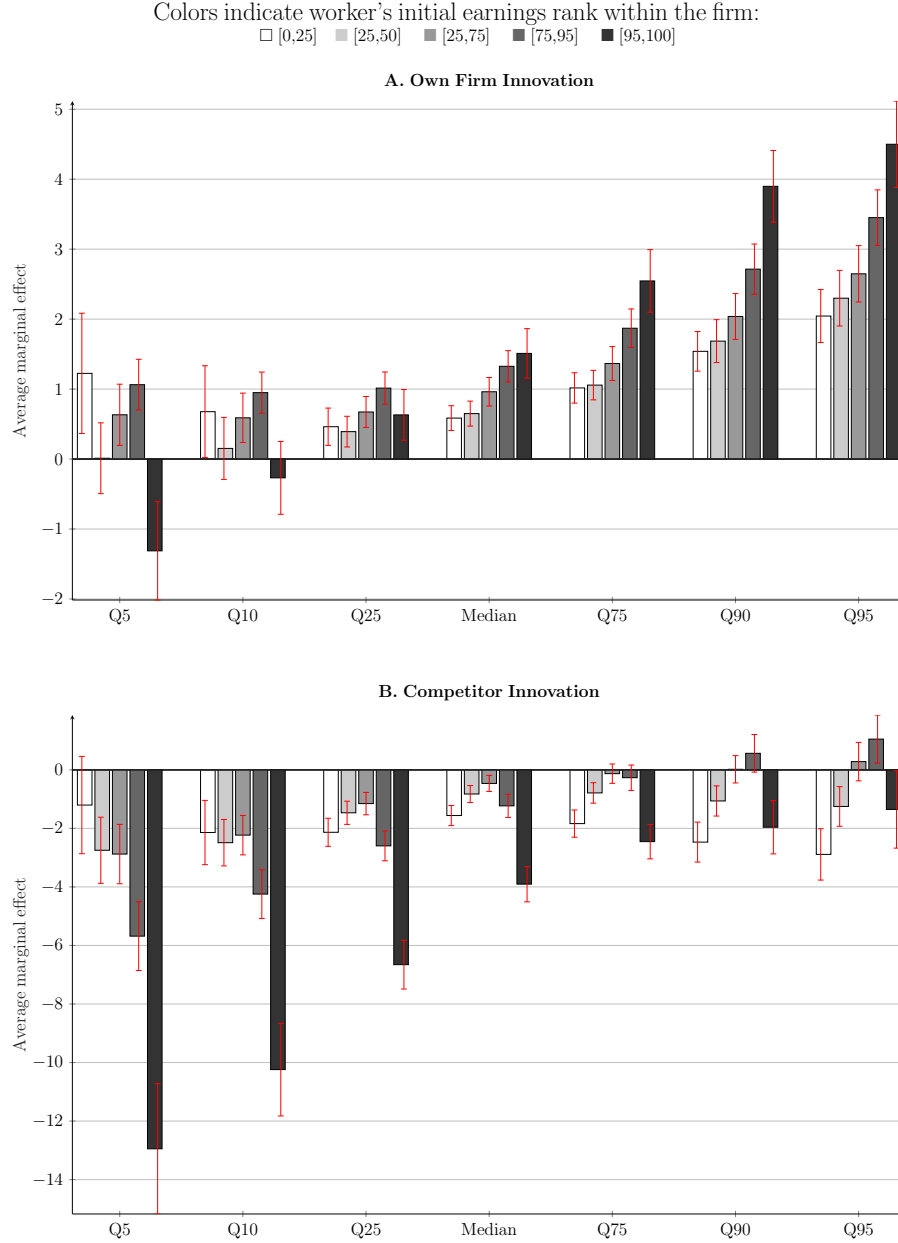 Colors indicate worker's initial earnings rank within the firm:
[0,25] [25,50] [25,75] [75,95] [95,100]
A. Own Firm Innovation
Average marginal effect
5
4
3
2
1
0
−1
−2
Q5 Q10 Q25 Median Q75 Q90 Q95
B. Competitor Innovation
Average marginal effect
0
−2
−4
−6
−8
−10
−12
−14
Q5 Q10 Q25 Median Q75 Q90 Q95